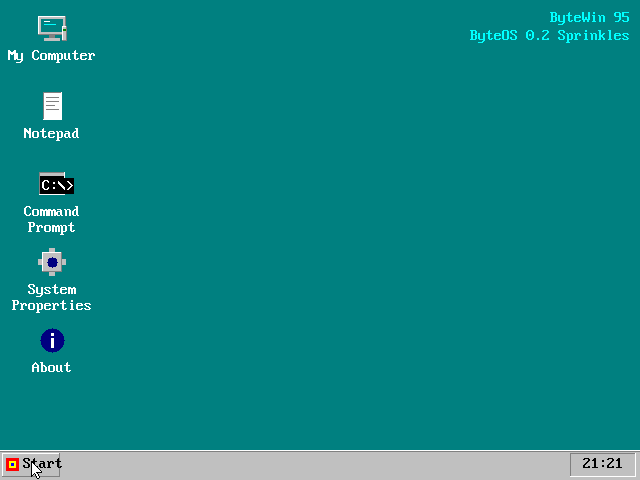 ByteWin 95
ByteOS 0.2 Sprinkles
My Computer
Notepad
C:\>
Command
Prompt
System
Properties
i
About
Start
21:21